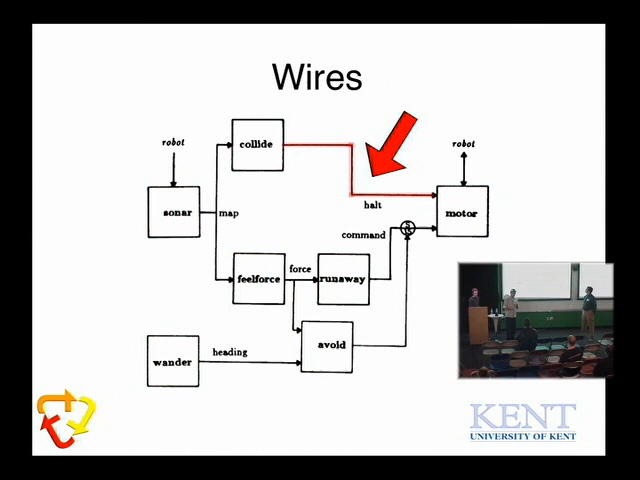 Wires
robot
collide
robot
sonar
map
halt
motor
command
S
feelforce
force
runaway
wander
heading
avoid
KENT
UNIVERSITY OF KENT